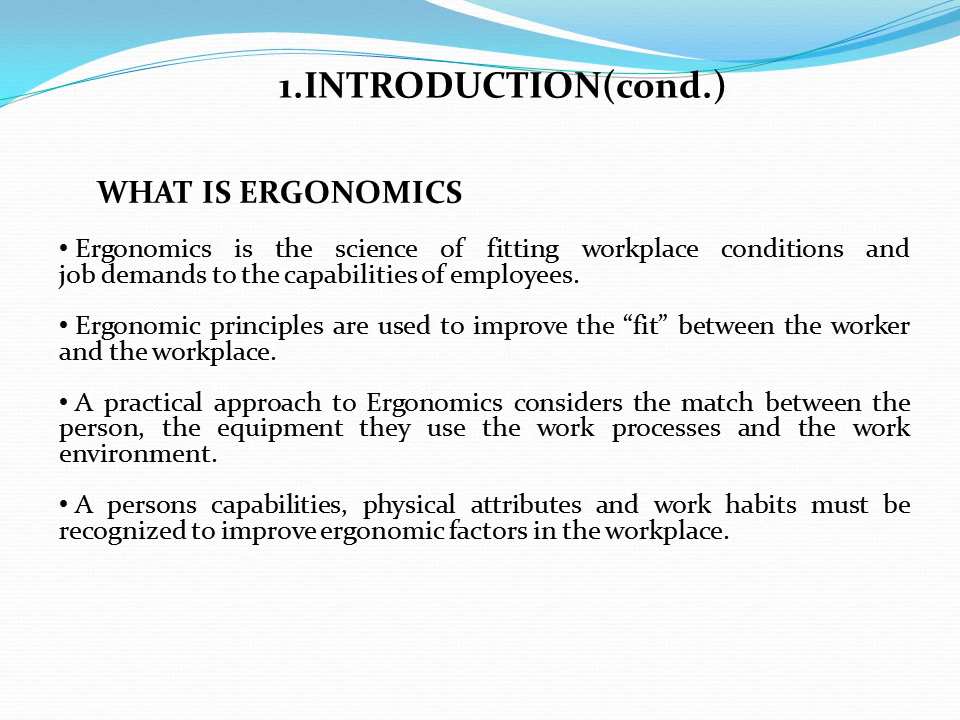 1.INTRODUCTION(cond.)
WHAT IS ERGONOMICS
• Ergonomics is the science of fitting workplace conditions and
job demands to the capabilities of employees.
• Ergonomic principles are used to improve the “fit” between the worker
and the workplace.
• A practical approach to Ergonomics considers the match between the
person, the equipment they use the work processes and the work
environment.
• A persons capabilities, physical attributes and work habits must be
recognized to improve ergonomic factors in the workplace.